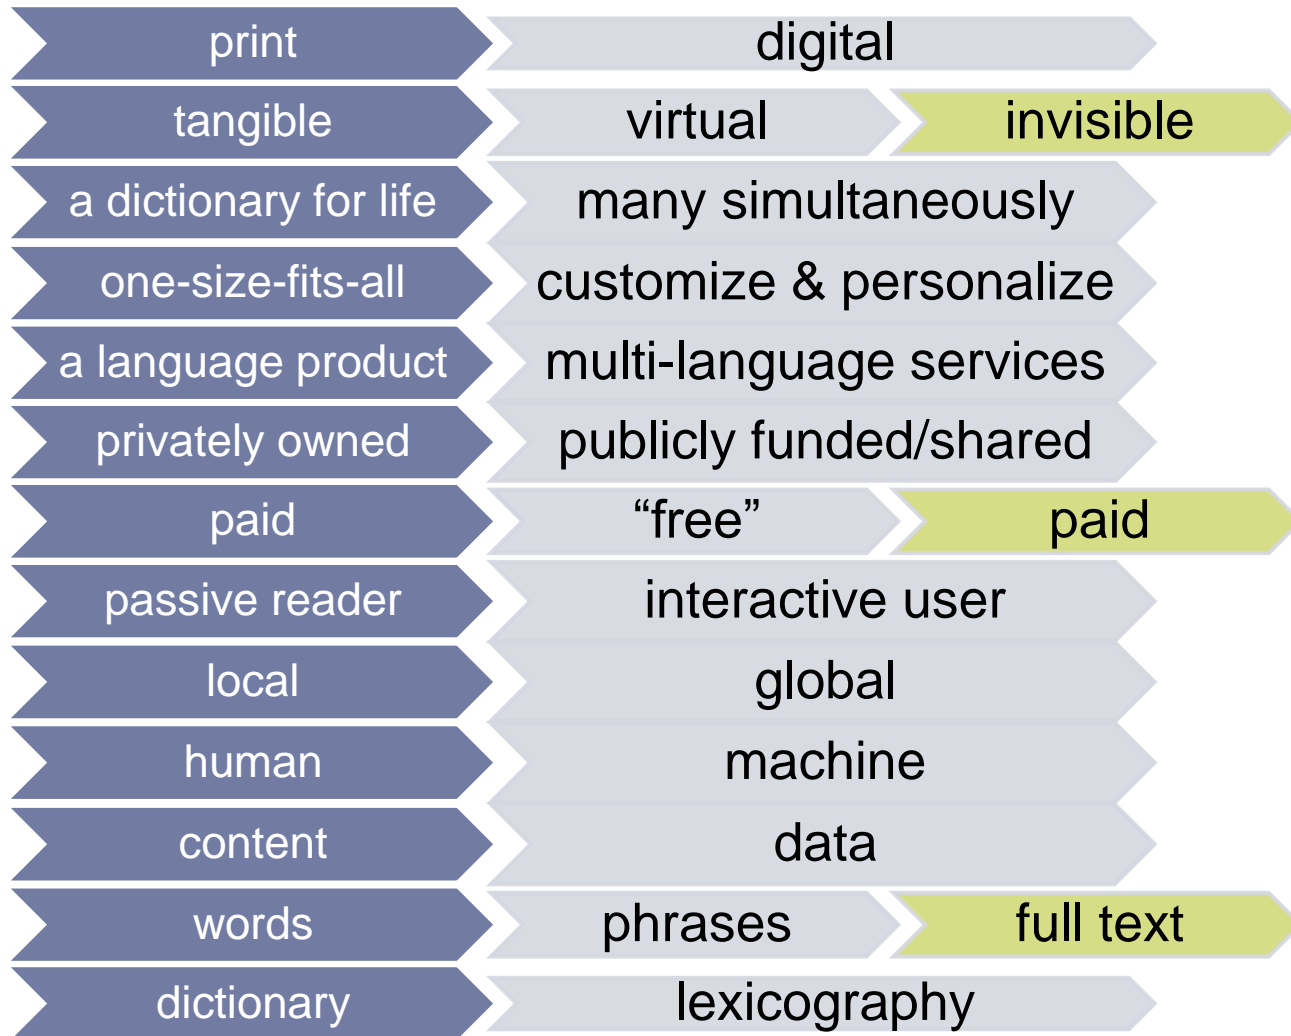 print digital
tangible virtual invisible
a dictionary for life many simultaneously
one-size-fits-all customize & personalize
a language product multi-language services
privately owned publicly funded/shared
paid “free” paid
passive reader interactive user
local global
human machine
content data
words phrases full text
dictionary lexicography